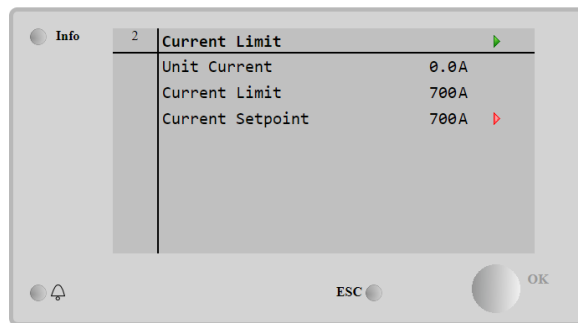 Info
2 Current Limit
Unit Current 0.0A
Current Limit 700A
Current Setpoint 700A
ESC
OK